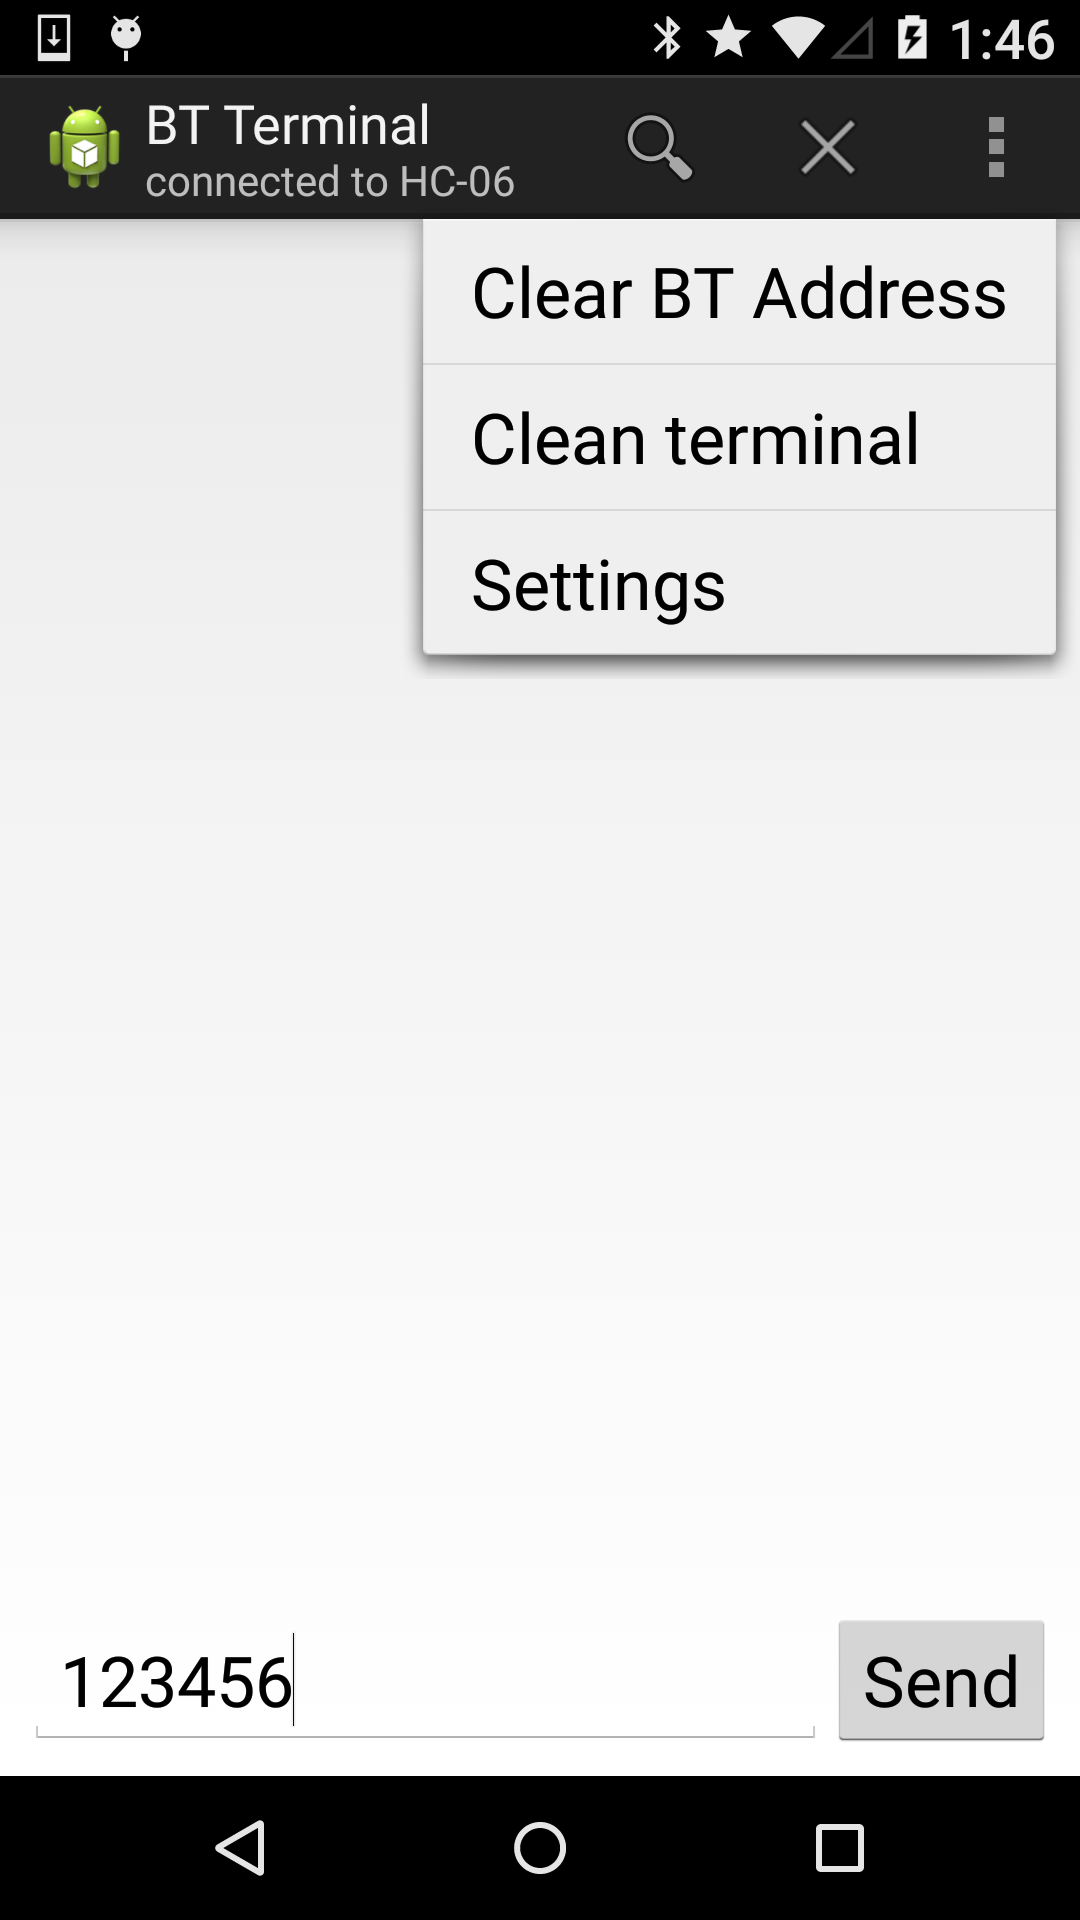 1:46
BT Terminal
connected to HC-06
Clear BT Address
Clean terminal
Settings
123456
Send